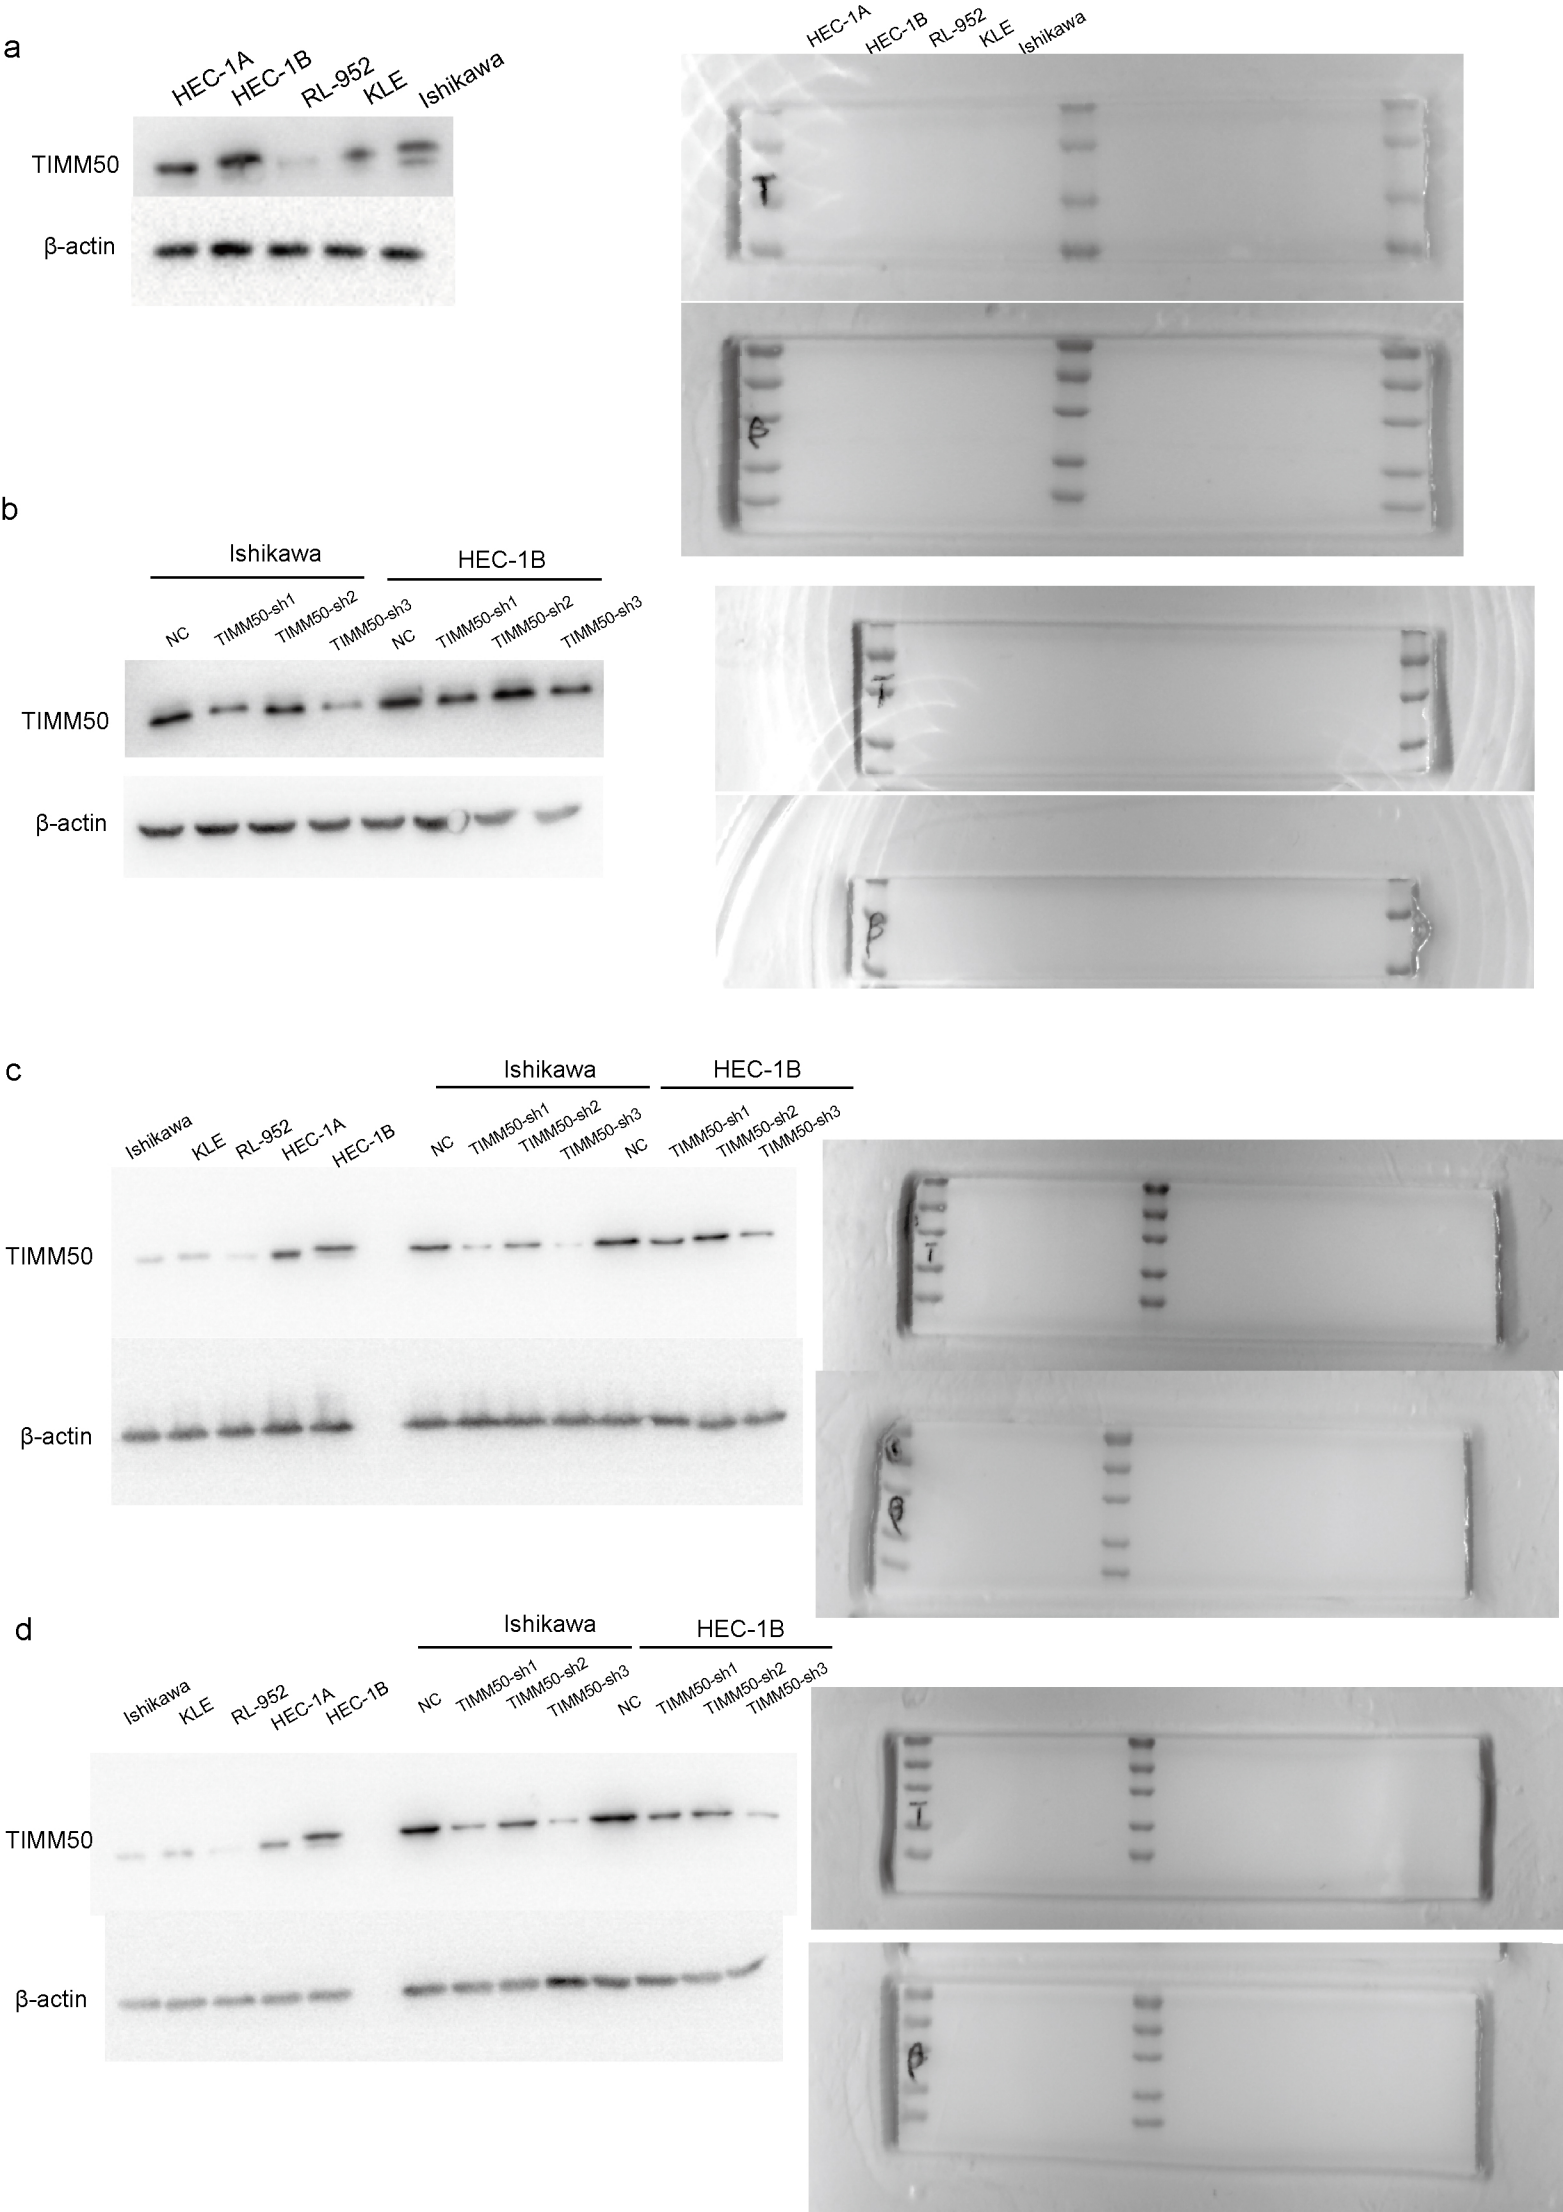 a
HEC-1A HEC-1B RL-952 KLE Ishikawa
TIMM50
β-actin
HEC-1A HEC-1B RL-952 KLE Ishikawa
T
β
b
Ishikawa HEC-1B
NC TIMM50-sh1 TIMM50-sh2 TIMM50-sh3 NC TIMM50-sh1 TIMM50-sh2 TIMM50-sh3
TIMM50
β-actin
T
β
c
Ishikawa HEC-1B
Ishikawa KLE RL-952 HEC-1A HEC-1B NC TIMM50-sh1 TIMM50-sh2 TIMM50-sh3 NC TIMM50-sh1 TIMM50-sh2 TIMM50-sh3
TIMM50
β-actin
T
β
d
Ishikawa HEC-1B
Ishikawa KLE RL-952 HEC-1A HEC-1B NC TIMM50-sh1 TIMM50-sh2 TIMM50-sh3 NC TIMM50-sh1 TIMM50-sh2 TIMM50-sh3
TIMM50
β-actin
T
β